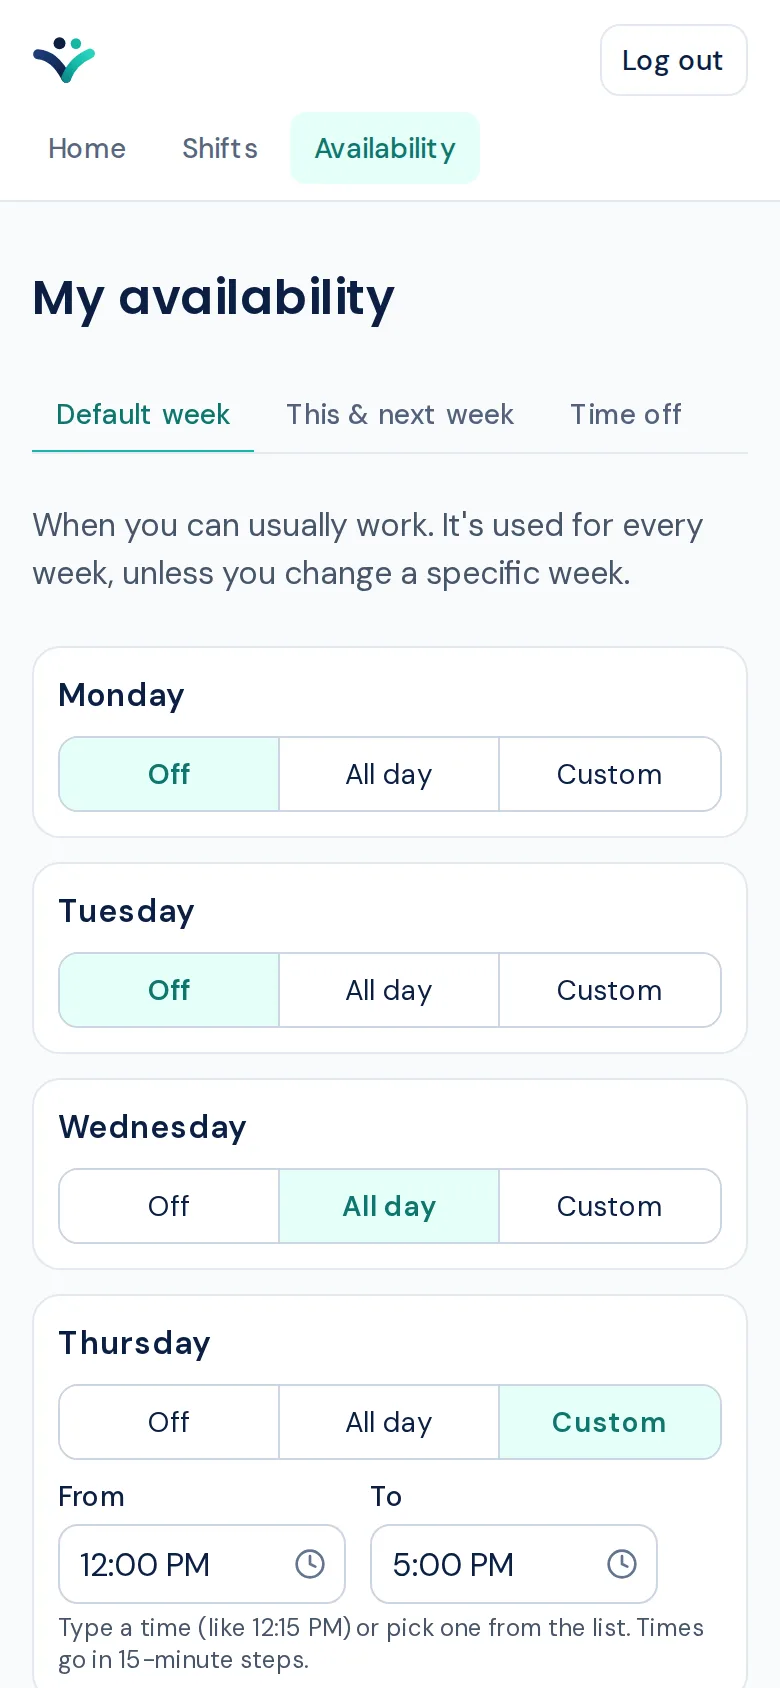 Log out
Home Shifts Availability
My availability
Default week This & next week Time off
When you can usually work. It's used for every
week, unless you change a specific week.
Monday
Off All day Custom
Tuesday
Off All day Custom
Wednesday
Off All day Custom
Thursday
Off All day Custom
From To
12:00 PM 5:00 PM
Type a time (like 12:15 PM) or pick one from the list. Times
go in 15-minute steps.